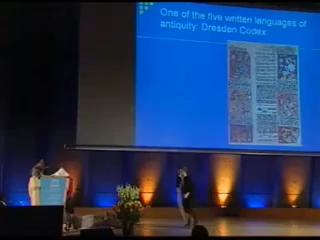 One of the five written languages of
antiquity: Dresden Codex